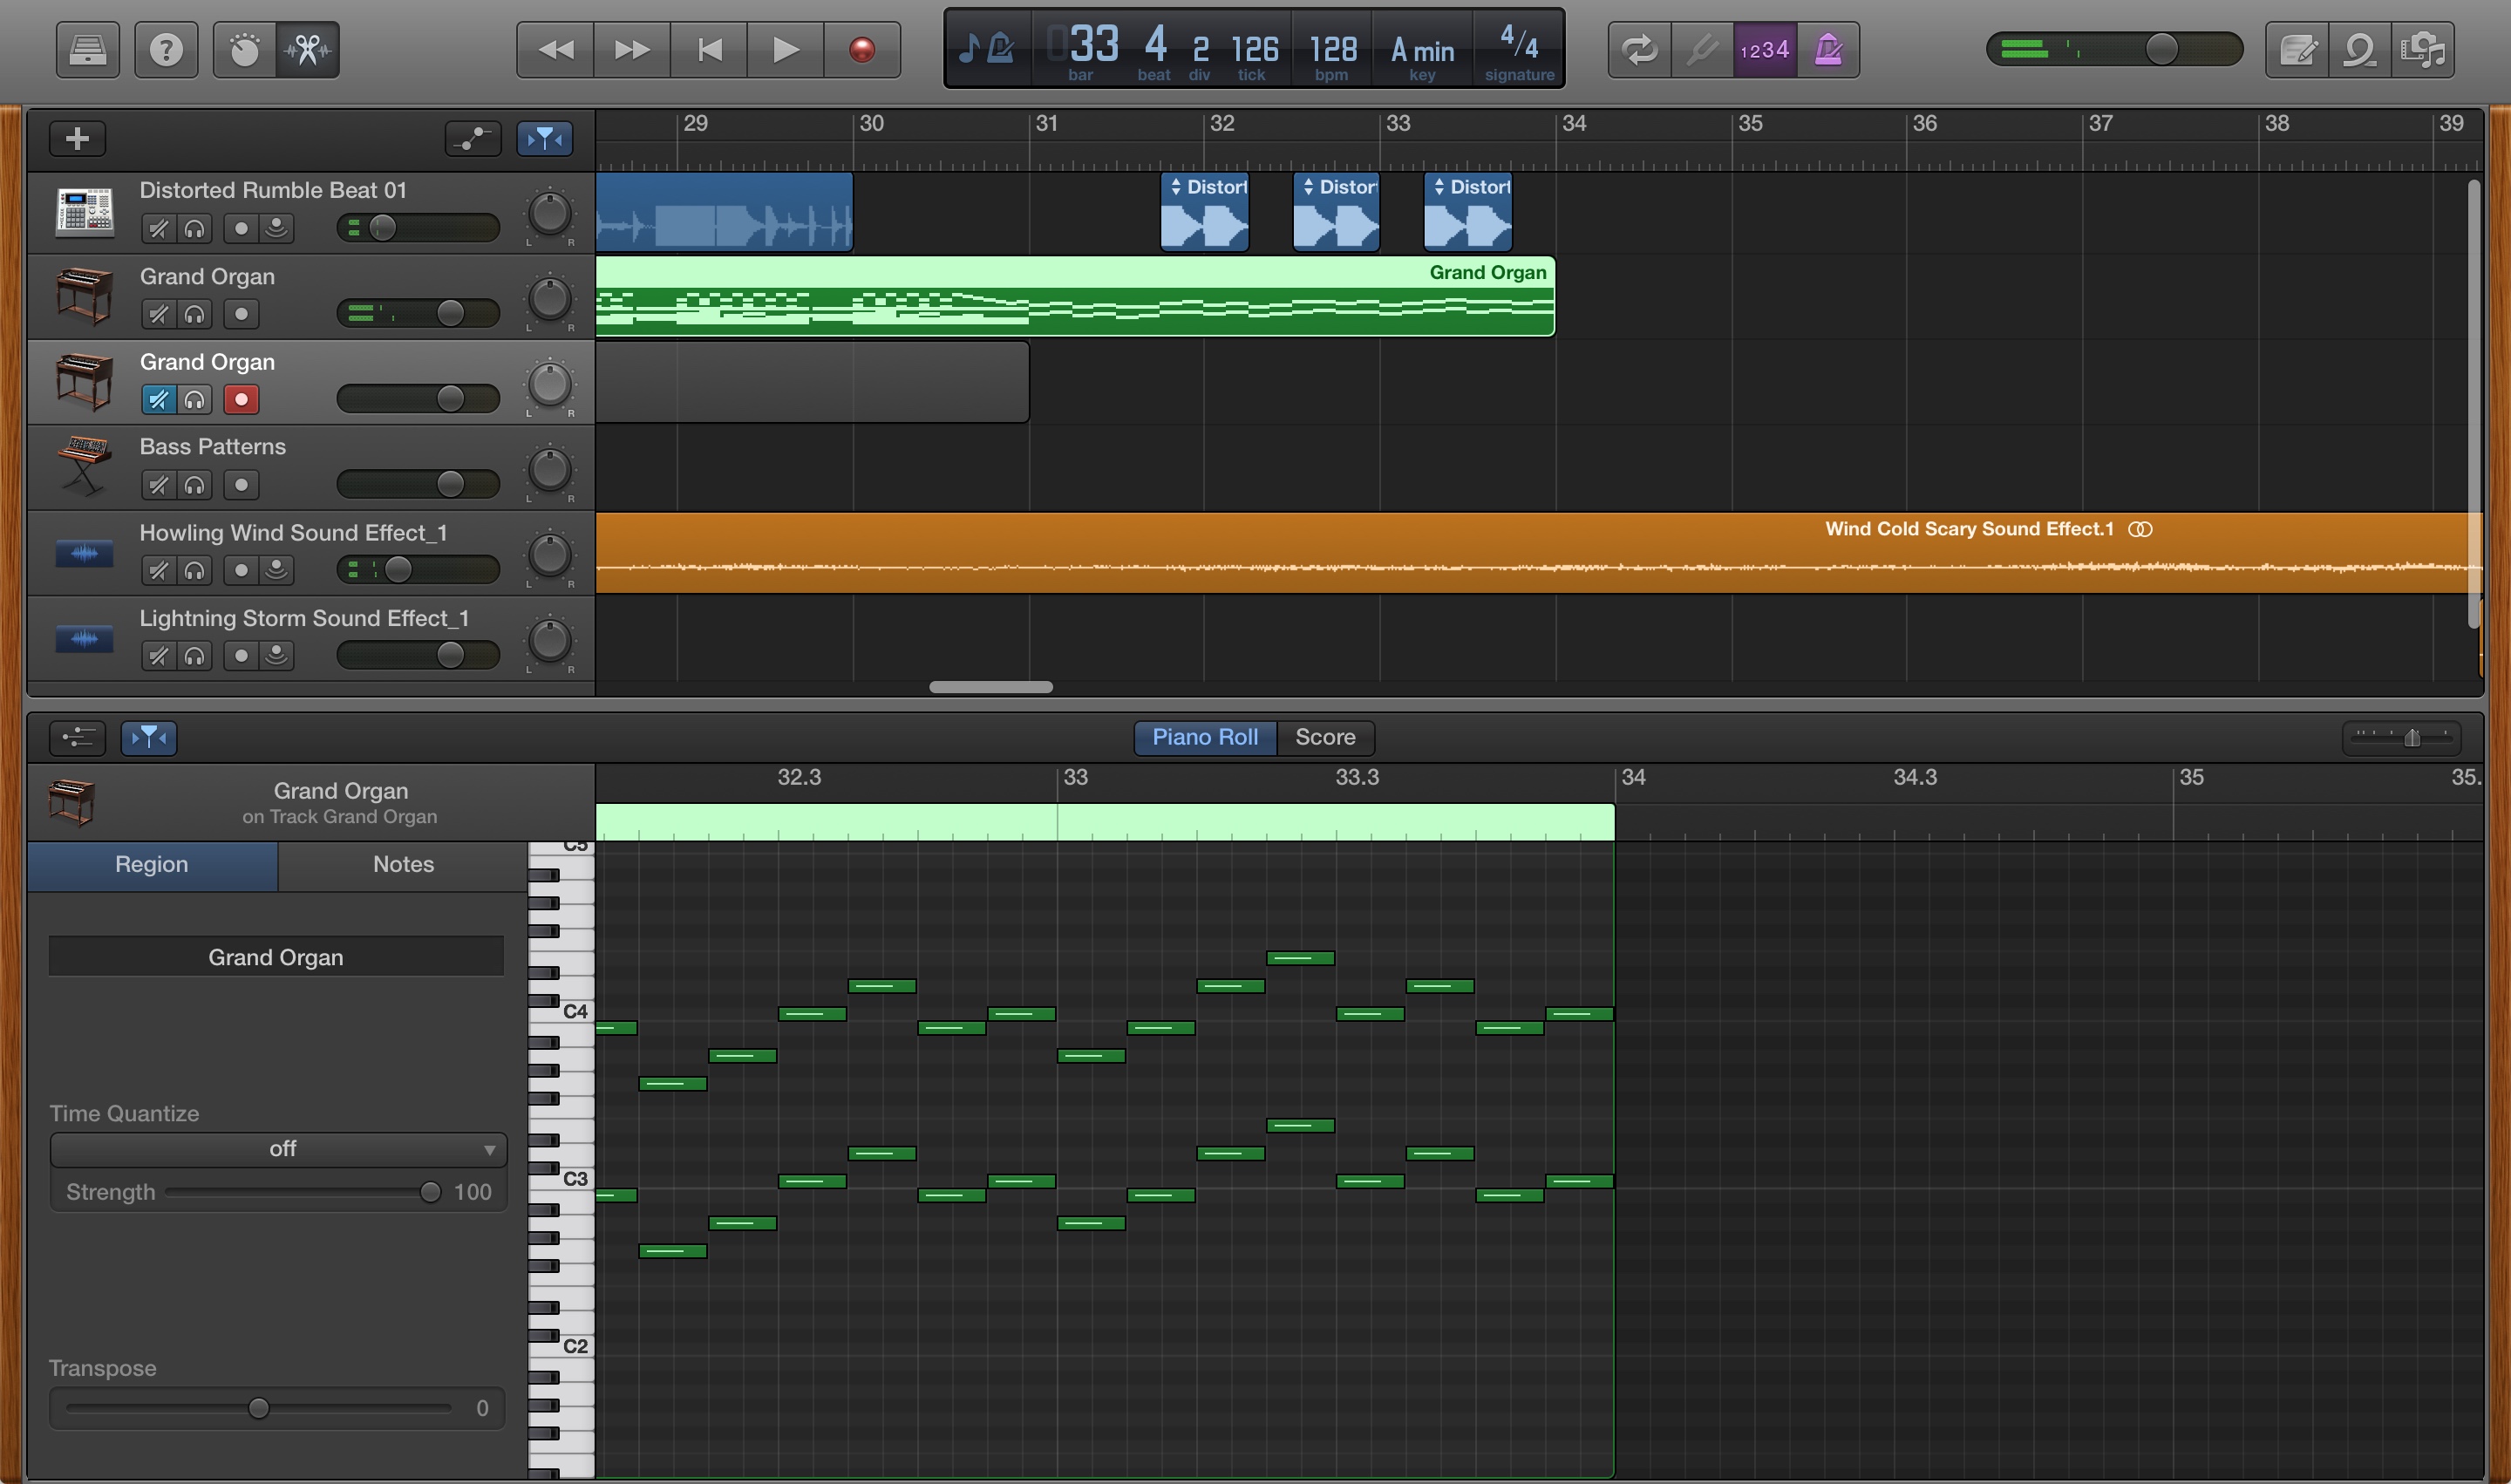 33 4 2 126 128 A min 4/4
bar beat div tick bpm key signature
1234
29 30 31 32 33 34 35 36 37 38 39
Distorted Rumble Beat 01
L R
Distort Distor Distort
Grand Organ
L R
Grand Organ
Grand Organ
L R
Bass Patterns
L R
Howling Wind Sound Effect_1
L R
Wind Cold Scary Sound Effect.1
Lightning Storm Sound Effect_1
L R
Piano Roll Score
Grand Organ
on Track Grand Organ
32.3 33 33.3 34 34.3 35 35.
Region Notes
C5
Grand Organ
C4
Time Quantize
off
C3
Strength 100
C2
Transpose
0